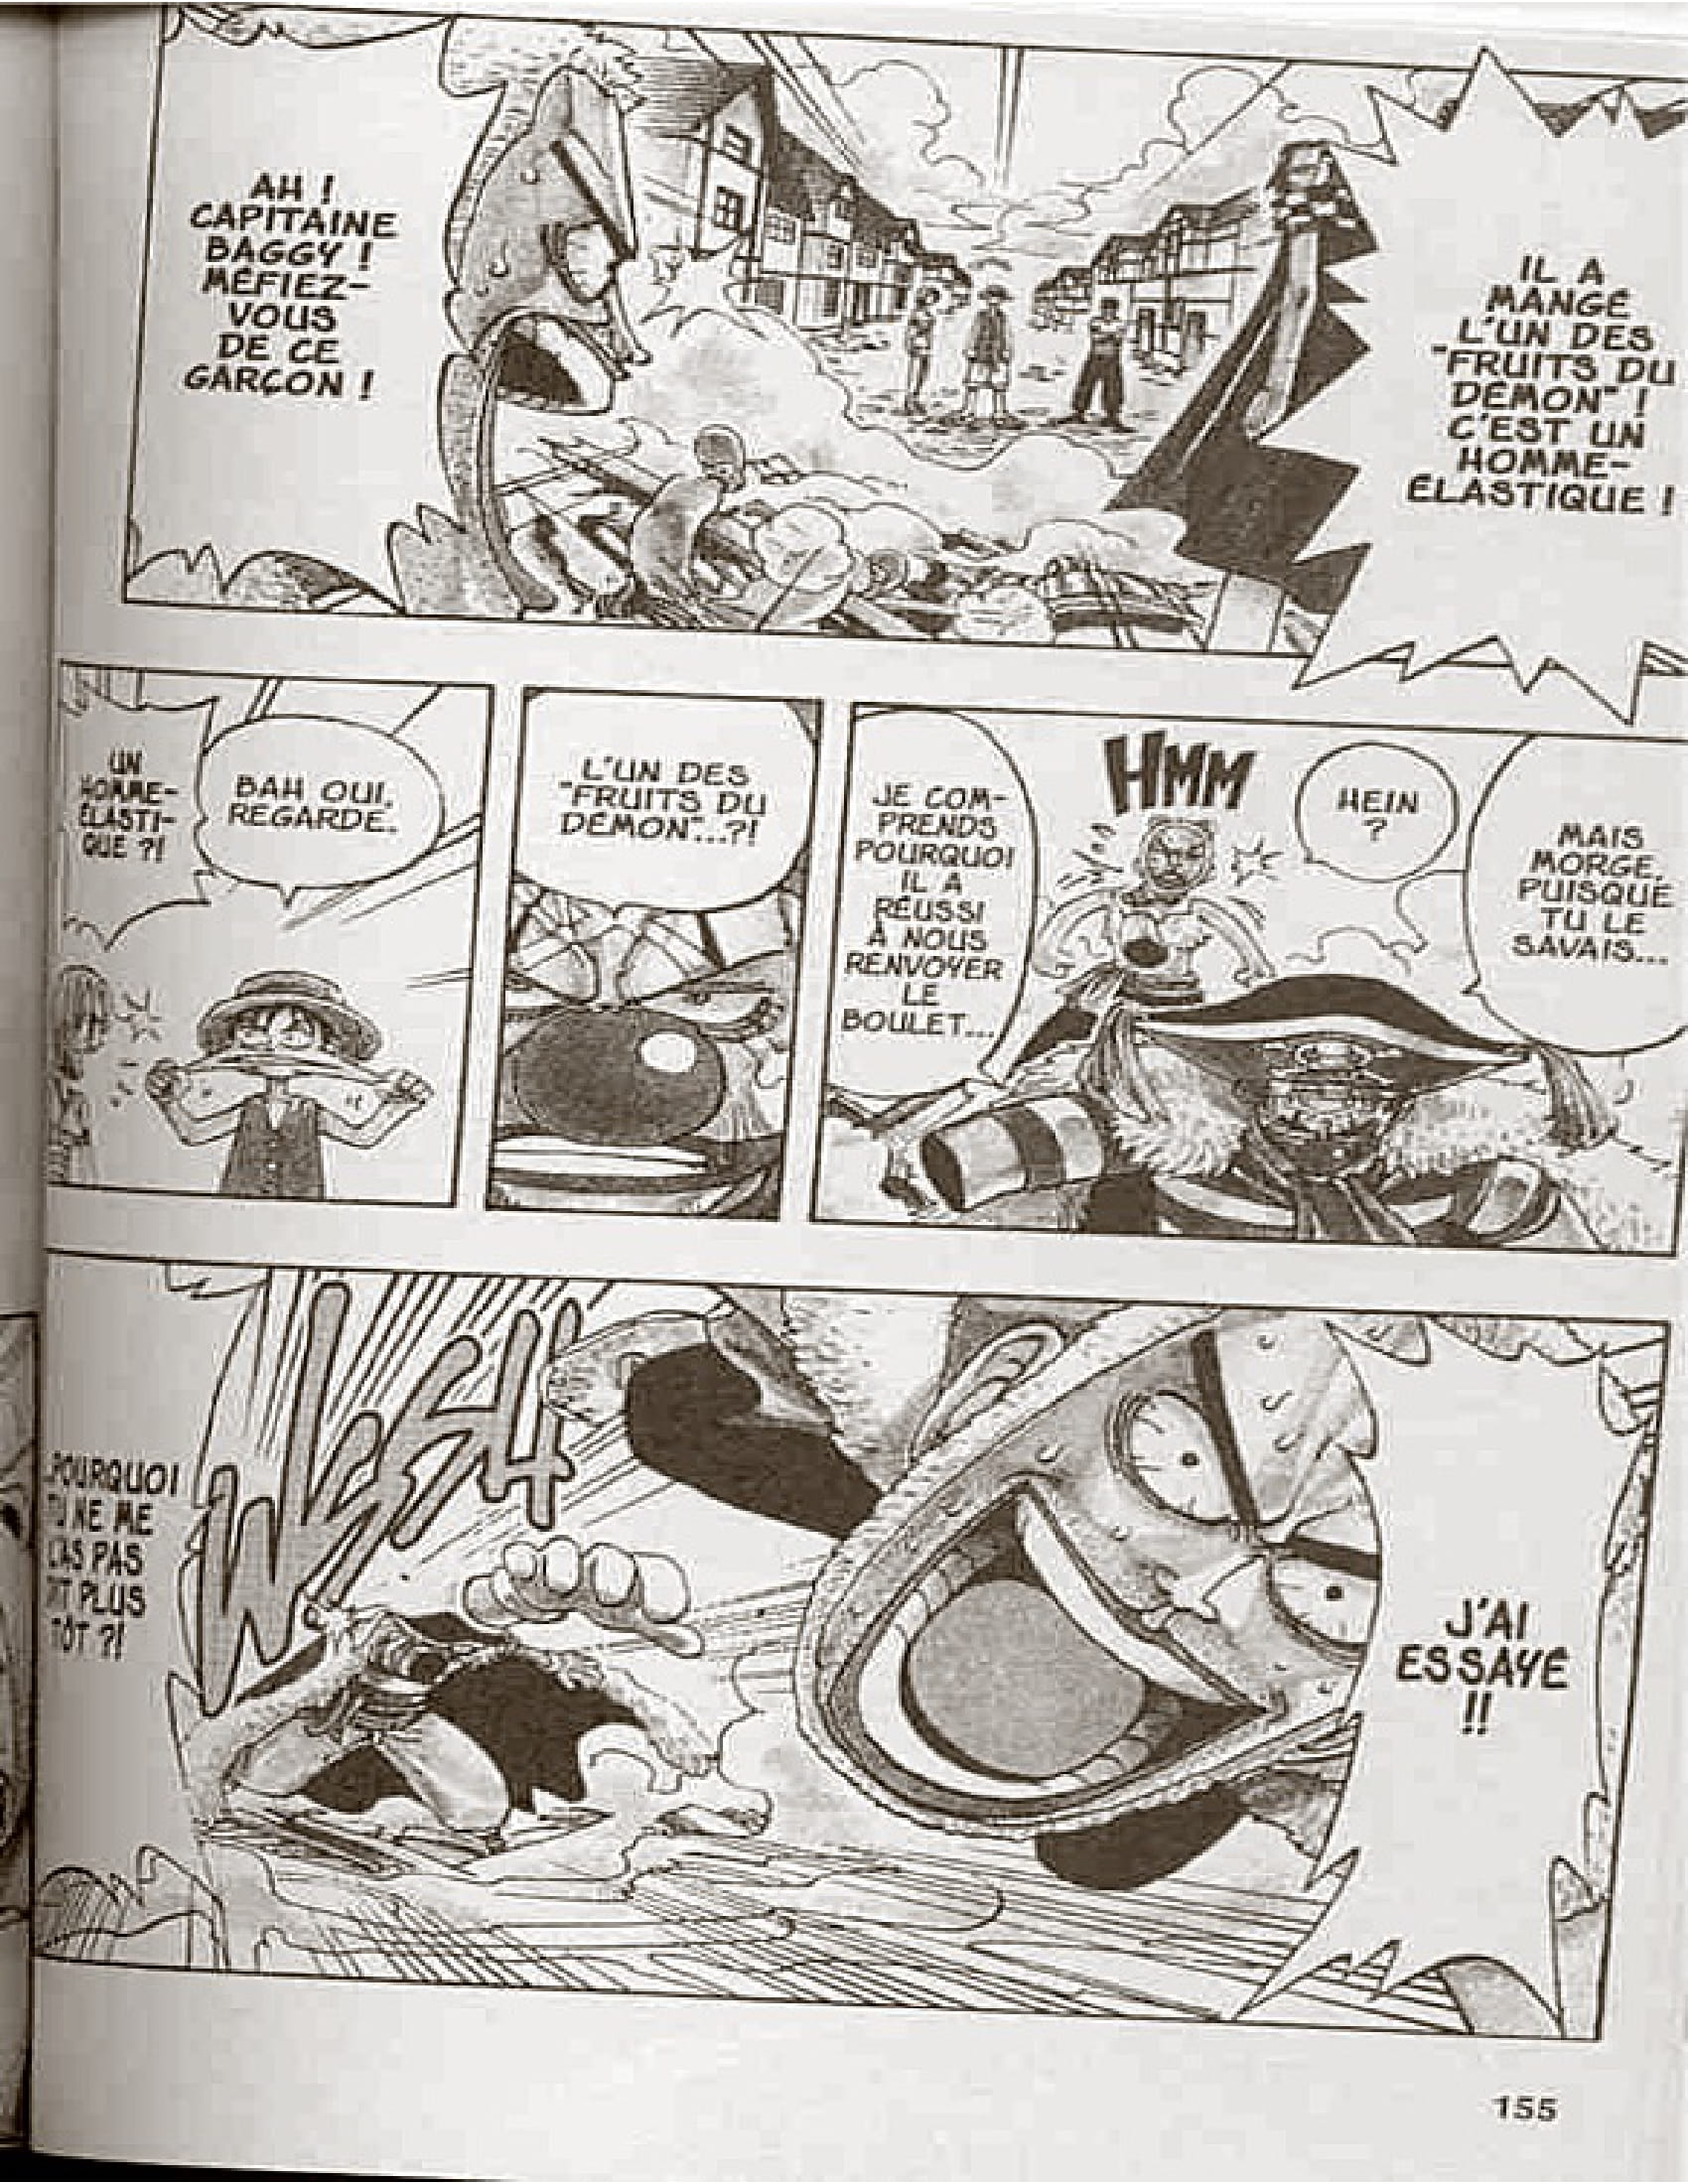 AH !
CAPITAINE
BAGGY !
MÉFIEZ-
VOUS
DE CE
GARÇON !
IL A
MANGÉ
L'UN DES
"FRUITS DU
DÉMON" !
C'EST UN
HOMME-
ÉLASTIQUE !
UN
HOMME-
ÉLASTI-
QUE ?!
BAH OUI,
REGARDE.
L'UN DES
"FRUITS DU
DÉMON"...?!
JE COM-
PRENDS
POURQUOI
IL A
RÉUSSI
À NOUS
RENVOYER
LE
BOULET...
HMM
HEIN
?
MAIS
MORGE,
PUISQUE
TU LE
SAVAIS...
POURQUOI
TU NE ME
L'AS PAS
DIT PLUS
TÔT ?!
WLSH
J'AI
ESSAYÉ
!!
155